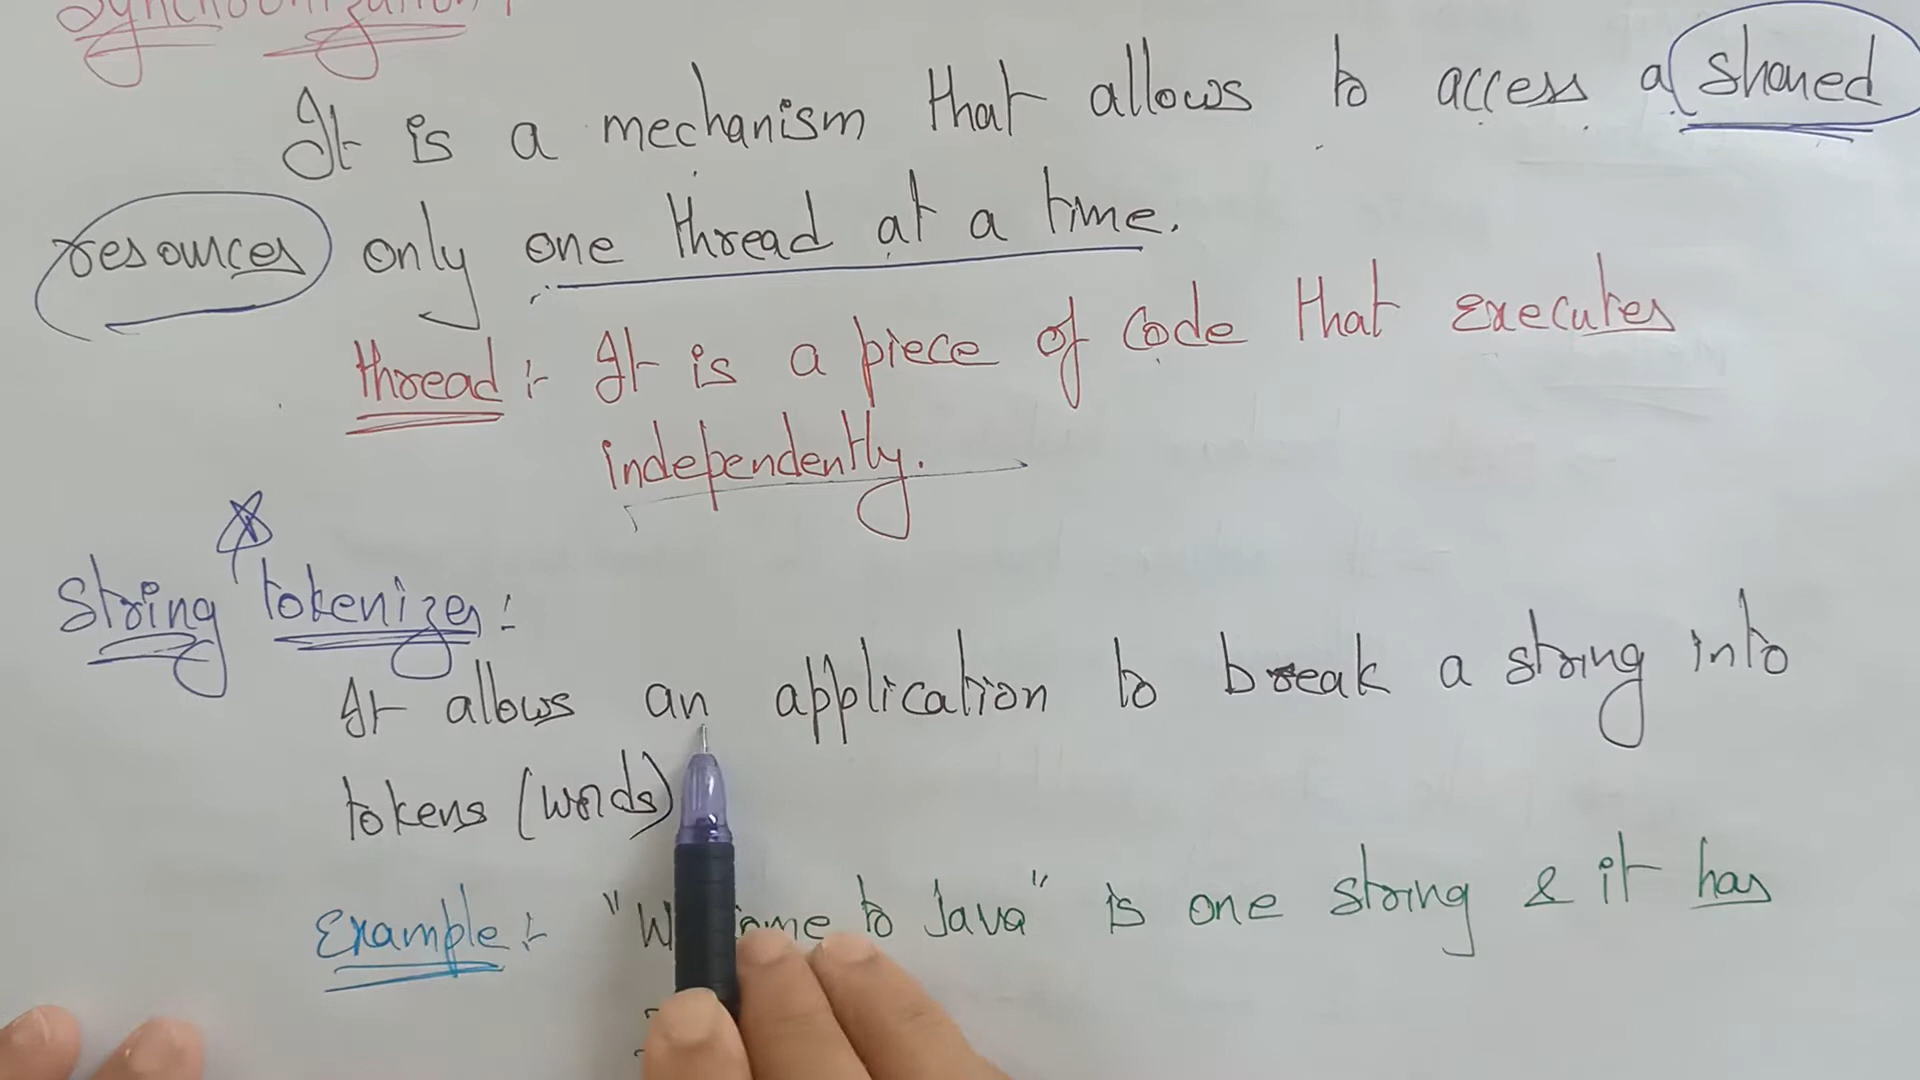 Synchronization:
It is a mechanism that allows to access a shared
resources only one thread at a time.
thread :- It is a piece of code that executes
independently.
String tokenizer:
It allows an application to break a string into
tokens (words)
Example :- "Welcome to Java" is one string & it has